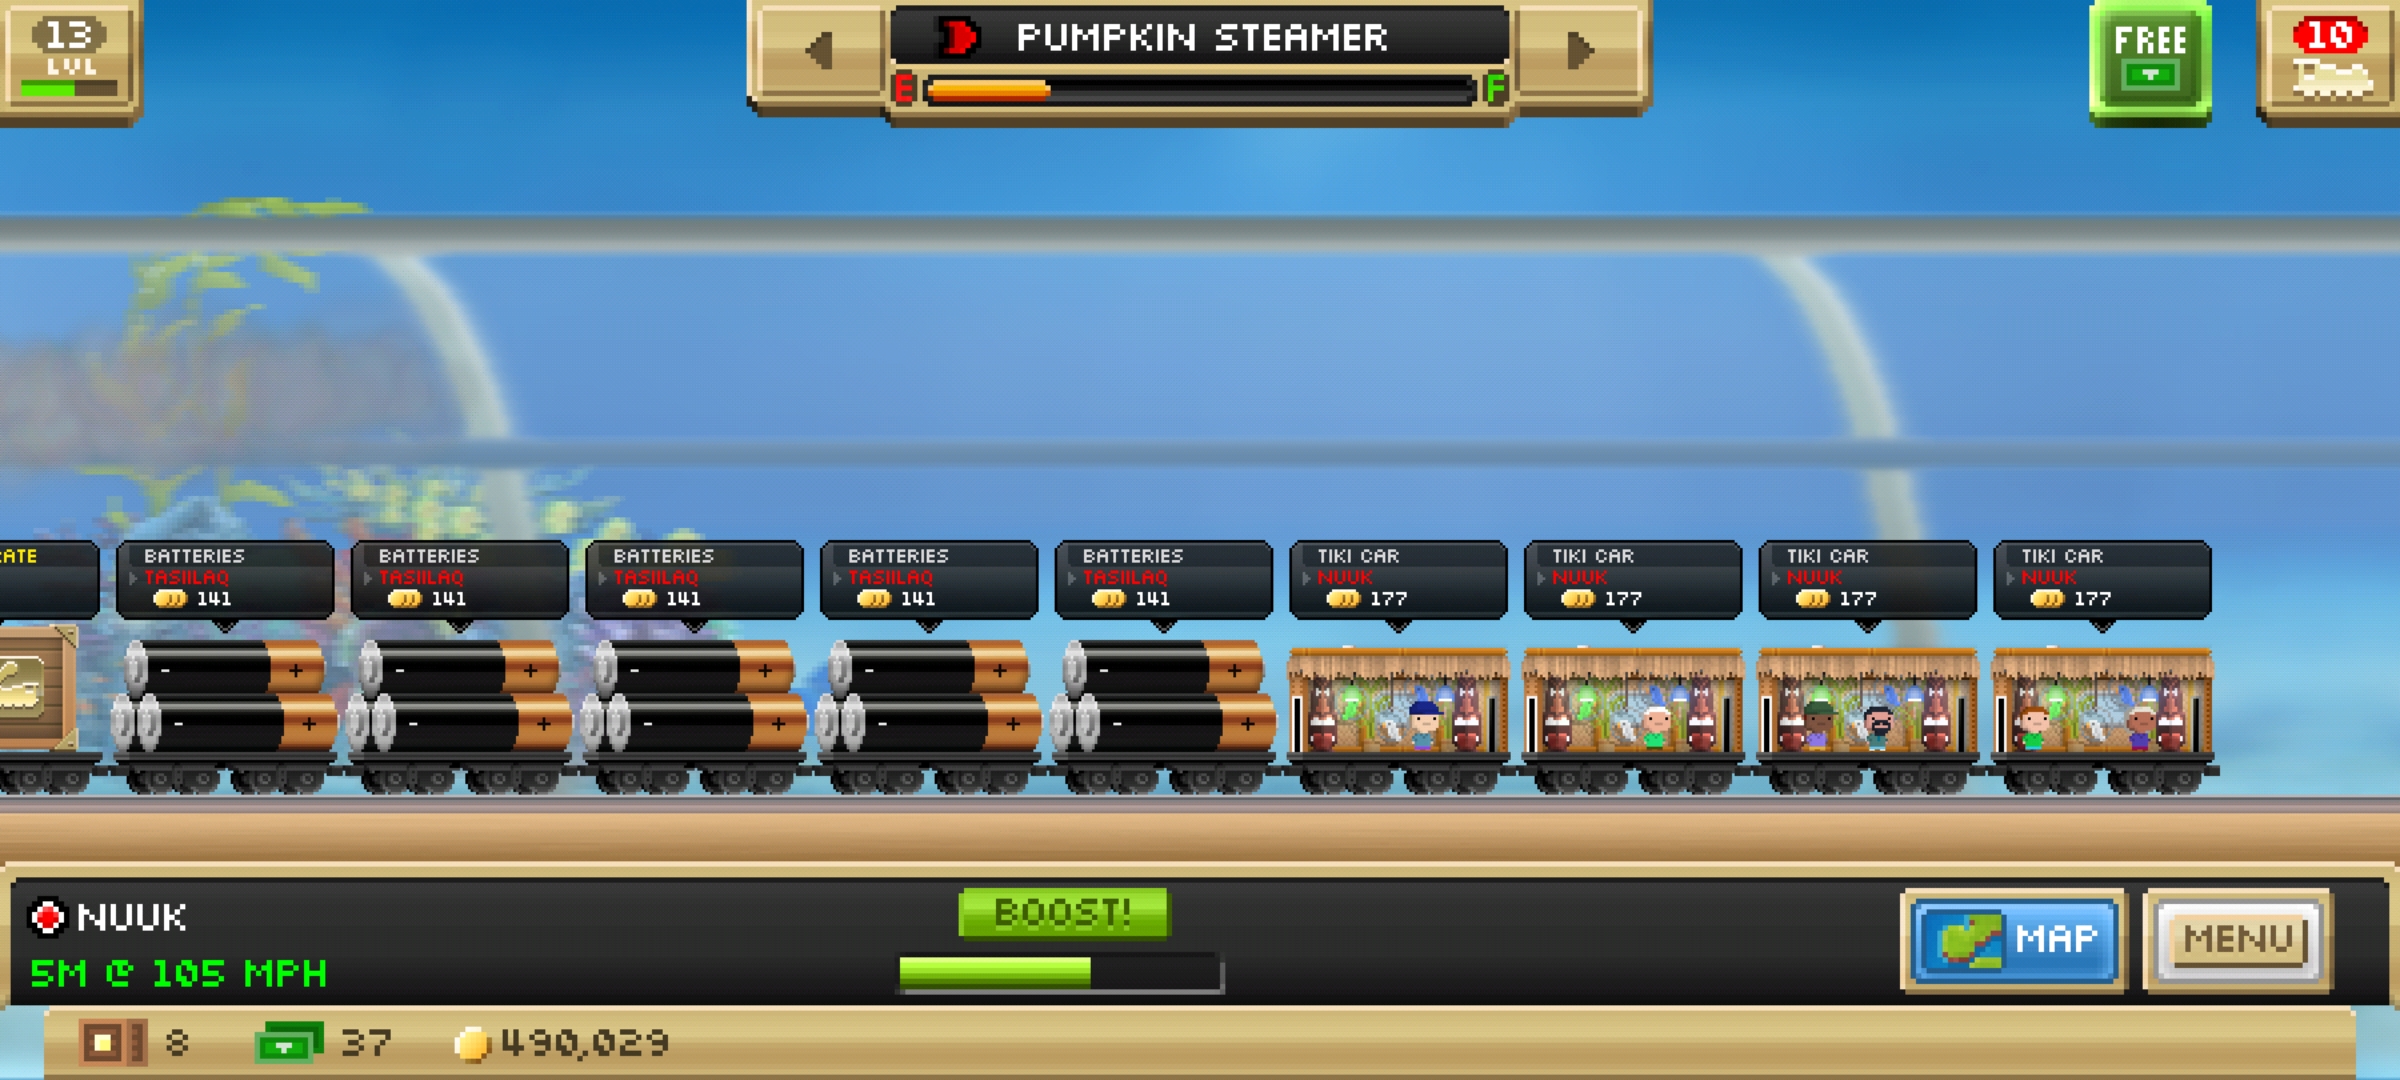 13
LVL
PUMPKIN STEAMER
E
F
FREE
10
BATTERIES
TASIILAQ
141
BATTERIES
TASIILAQ
141
BATTERIES
TASIILAQ
141
BATTERIES
TASIILAQ
141
BATTERIES
TASIILAQ
141
TIKI CAR
NUUK
177
TIKI CAR
NUUK
177
TIKI CAR
NUUK
177
TIKI CAR
NUUK
177
- +
- +
- +
- +
- +
- +
- +
- +
- +
- +
NUUK
5M @ 105 MPH
BOOST!
MAP
MENU
8
37
490,029